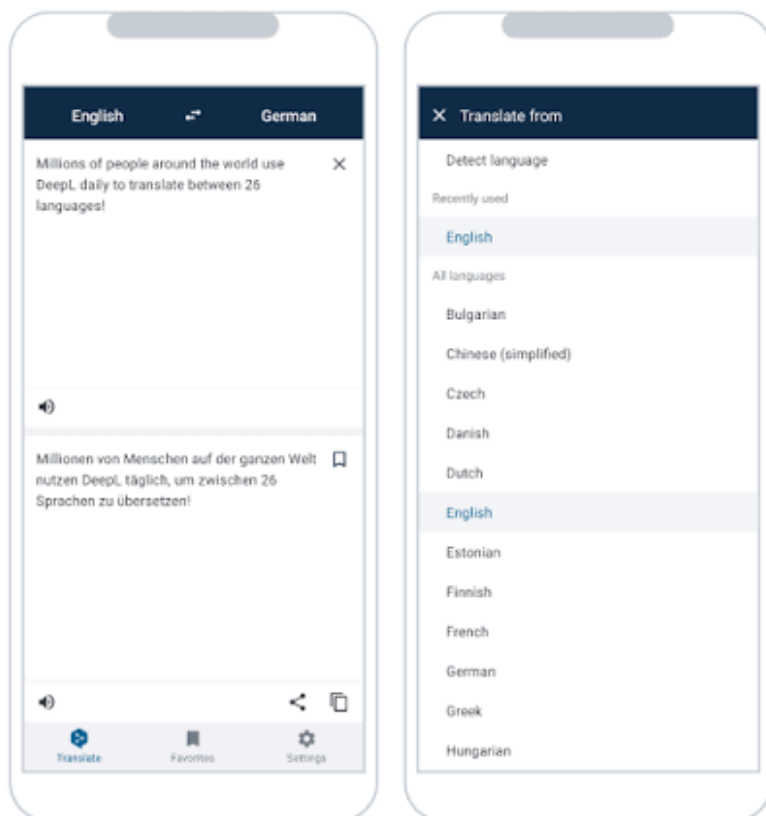 English
German
Millions of people around the world use
DeepL daily to translate between 26
languages!
Millionen von Menschen auf der ganzen Welt
nutzen DeepL täglich, um zwischen 26
Sprachen zu übersetzen!
Translate
Favorites
Settings
Translate from
Detect language
Recently used
English
All languages
Bulgarian
Chinese (simplified)
Czech
Danish
Dutch
English
Estonian
Finnish
French
German
Greek
Hungarian